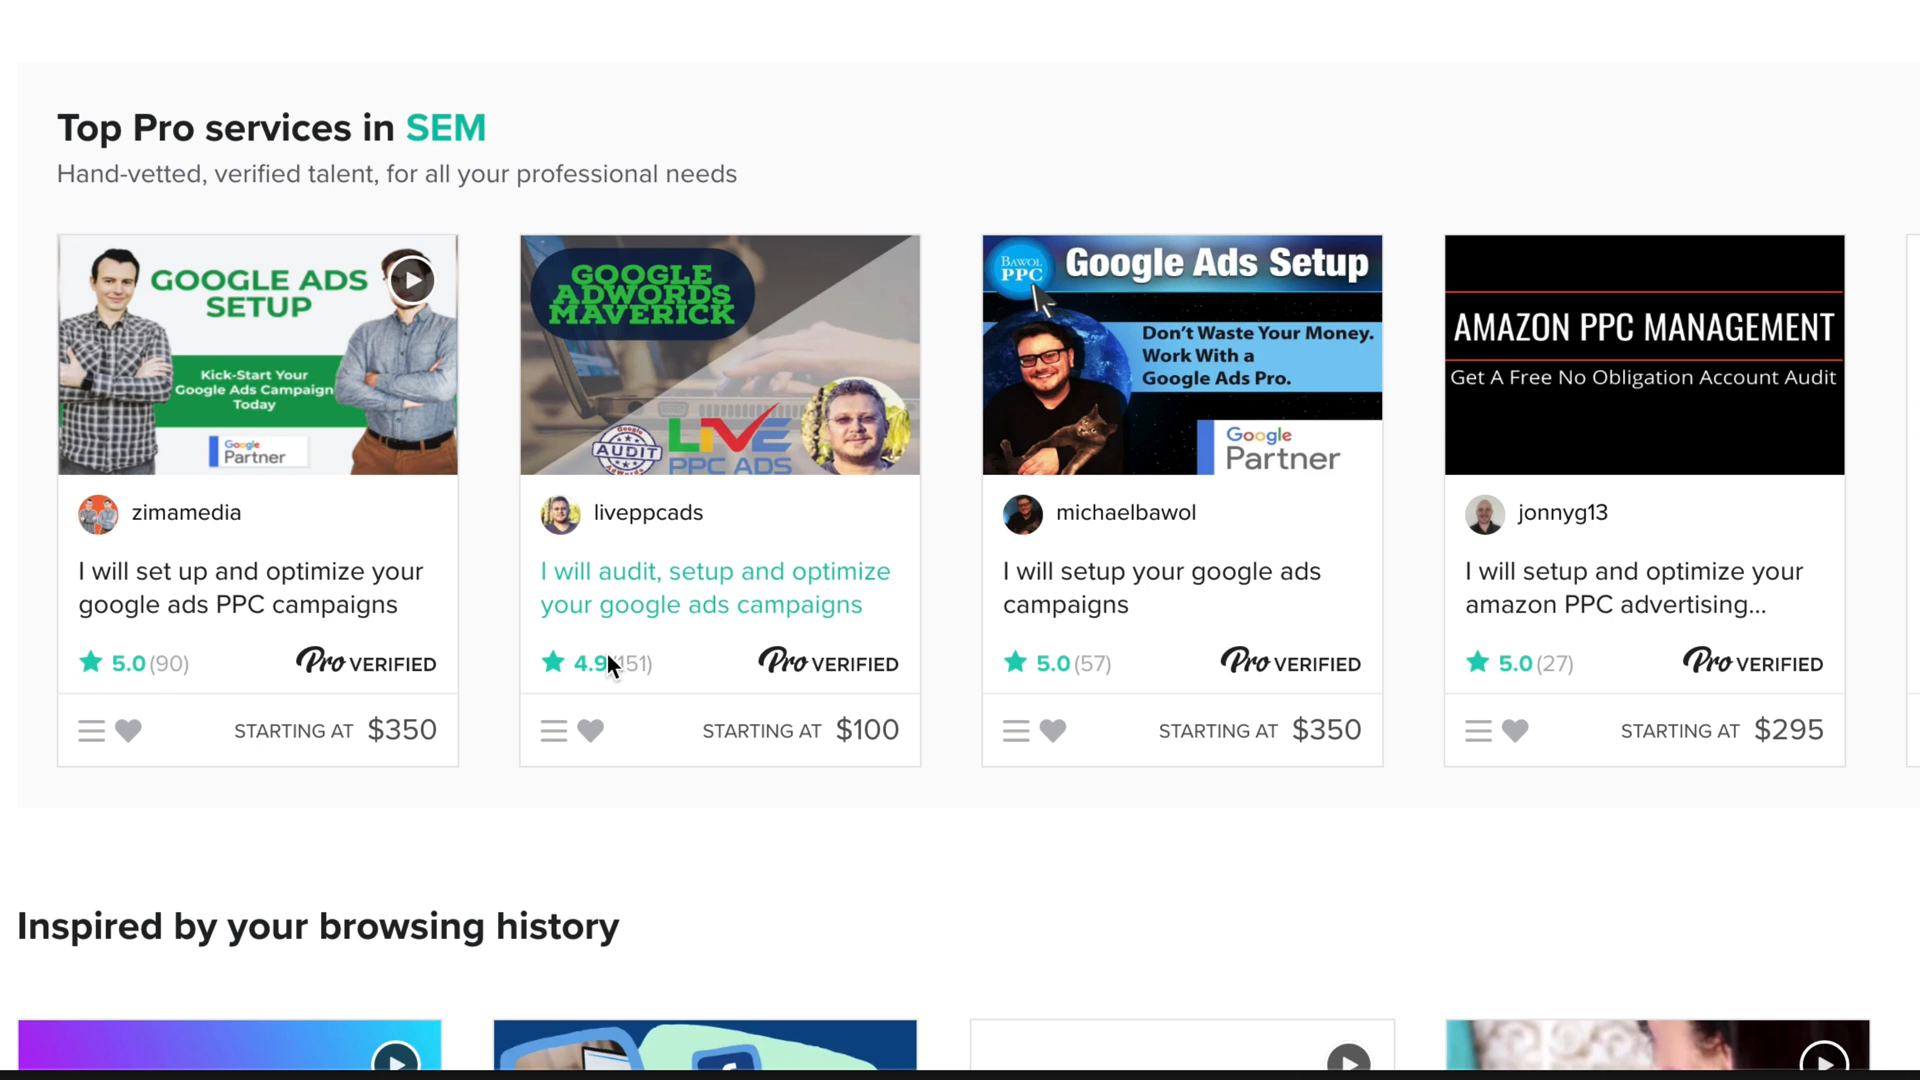 Top Pro services in SEM
Hand-vetted, verified talent, for all your professional needs
GOOGLE ADS
SETUP
Kick-Start Your
Google Ads Campaign
Today
Google
Partner
GOOGLE
ADWORDS
MAVERICK
Google
AUDIT
LIVE
PPC ADS
BAWOL
PPC
Google Ads Setup
Don't Waste Your Money.
Work With a
Google Ads Pro.
Google
Partner
AMAZON PPC MANAGEMENT
Get A Free No Obligation Account Audit
zimamedia
I will set up and optimize your
google ads PPC campaigns
5.0 (90) Pro VERIFIED
STARTING AT $350
liveppcads
I will audit, setup and optimize
your google ads campaigns
4.9 151) Pro VERIFIED
STARTING AT $100
michaelbawol
I will setup your google ads
campaigns
5.0 (57) Pro VERIFIED
STARTING AT $350
jonnyg13
I will setup and optimize your
amazon PPC advertising...
5.0 (27) Pro VERIFIED
STARTING AT $295
Inspired by your browsing history